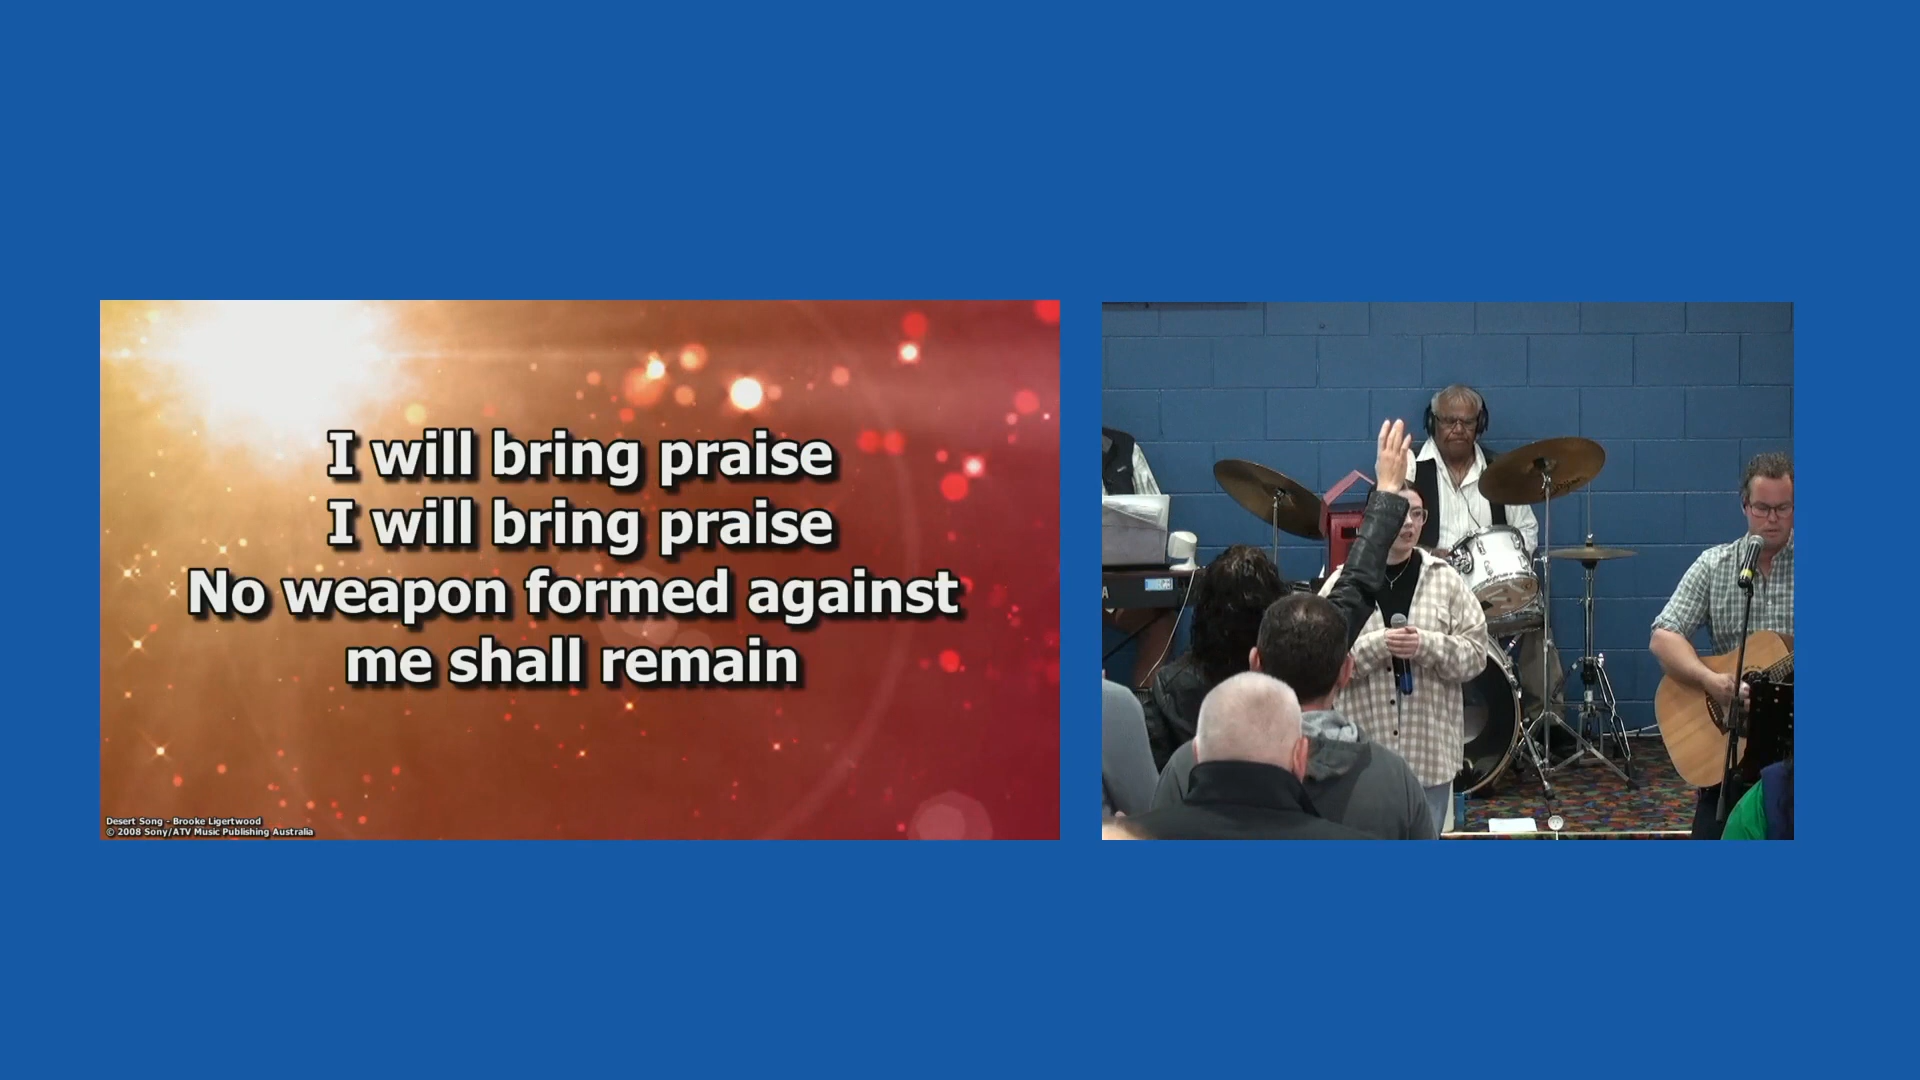 I will bring praise
I will bring praise
No weapon formed against
me shall remain
Desert Song - Brooke Ligertwood
© 2008 Sony/ATV Music Publishing Australia